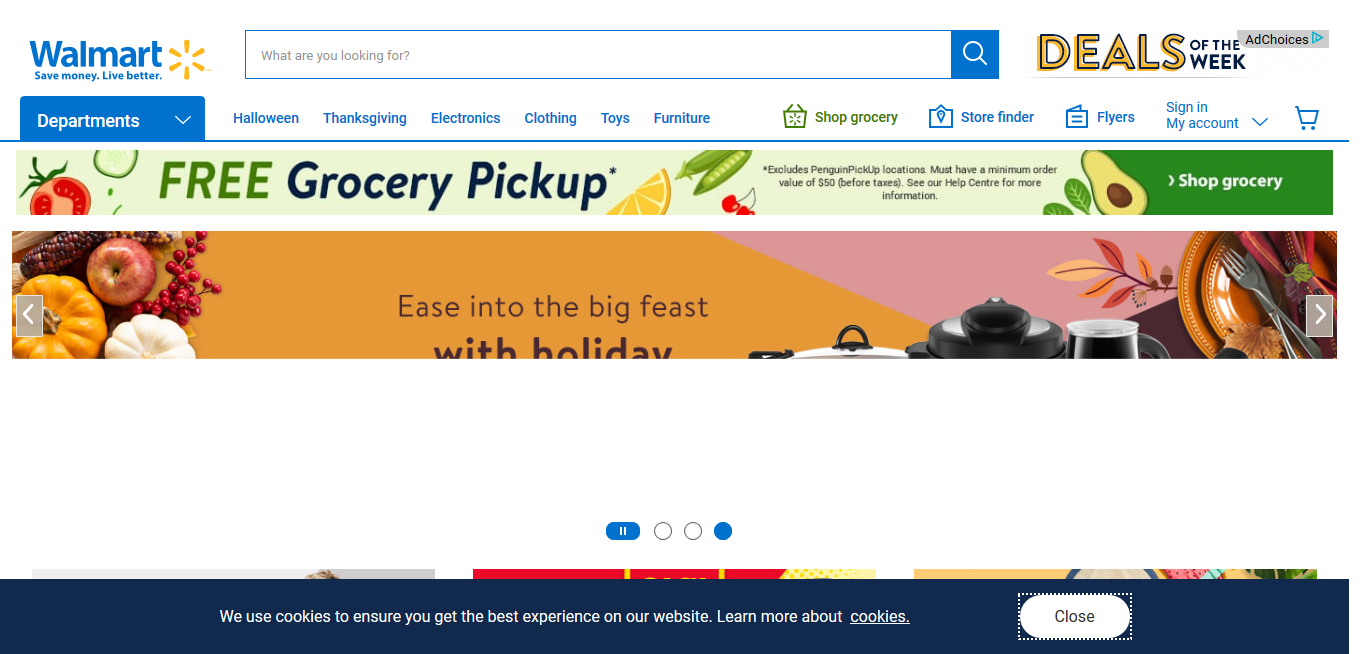 Walmart
Save money. Live better.
What are you looking for?
DEALS OF THE WEEK
AdChoices
Departments
Halloween
Thanksgiving
Electronics
Clothing
Toys
Furniture
Shop grocery
Store finder
Flyers
Sign in
My account
FREE Grocery Pickup*
*Excludes PenguinPickUp locations. Must have a minimum order
value of $50 (before taxes). See our Help Centre for more
information.
› Shop grocery
Ease into the big feast
with holiday
We use cookies to ensure you get the best experience on our website. Learn more about cookies.
Close